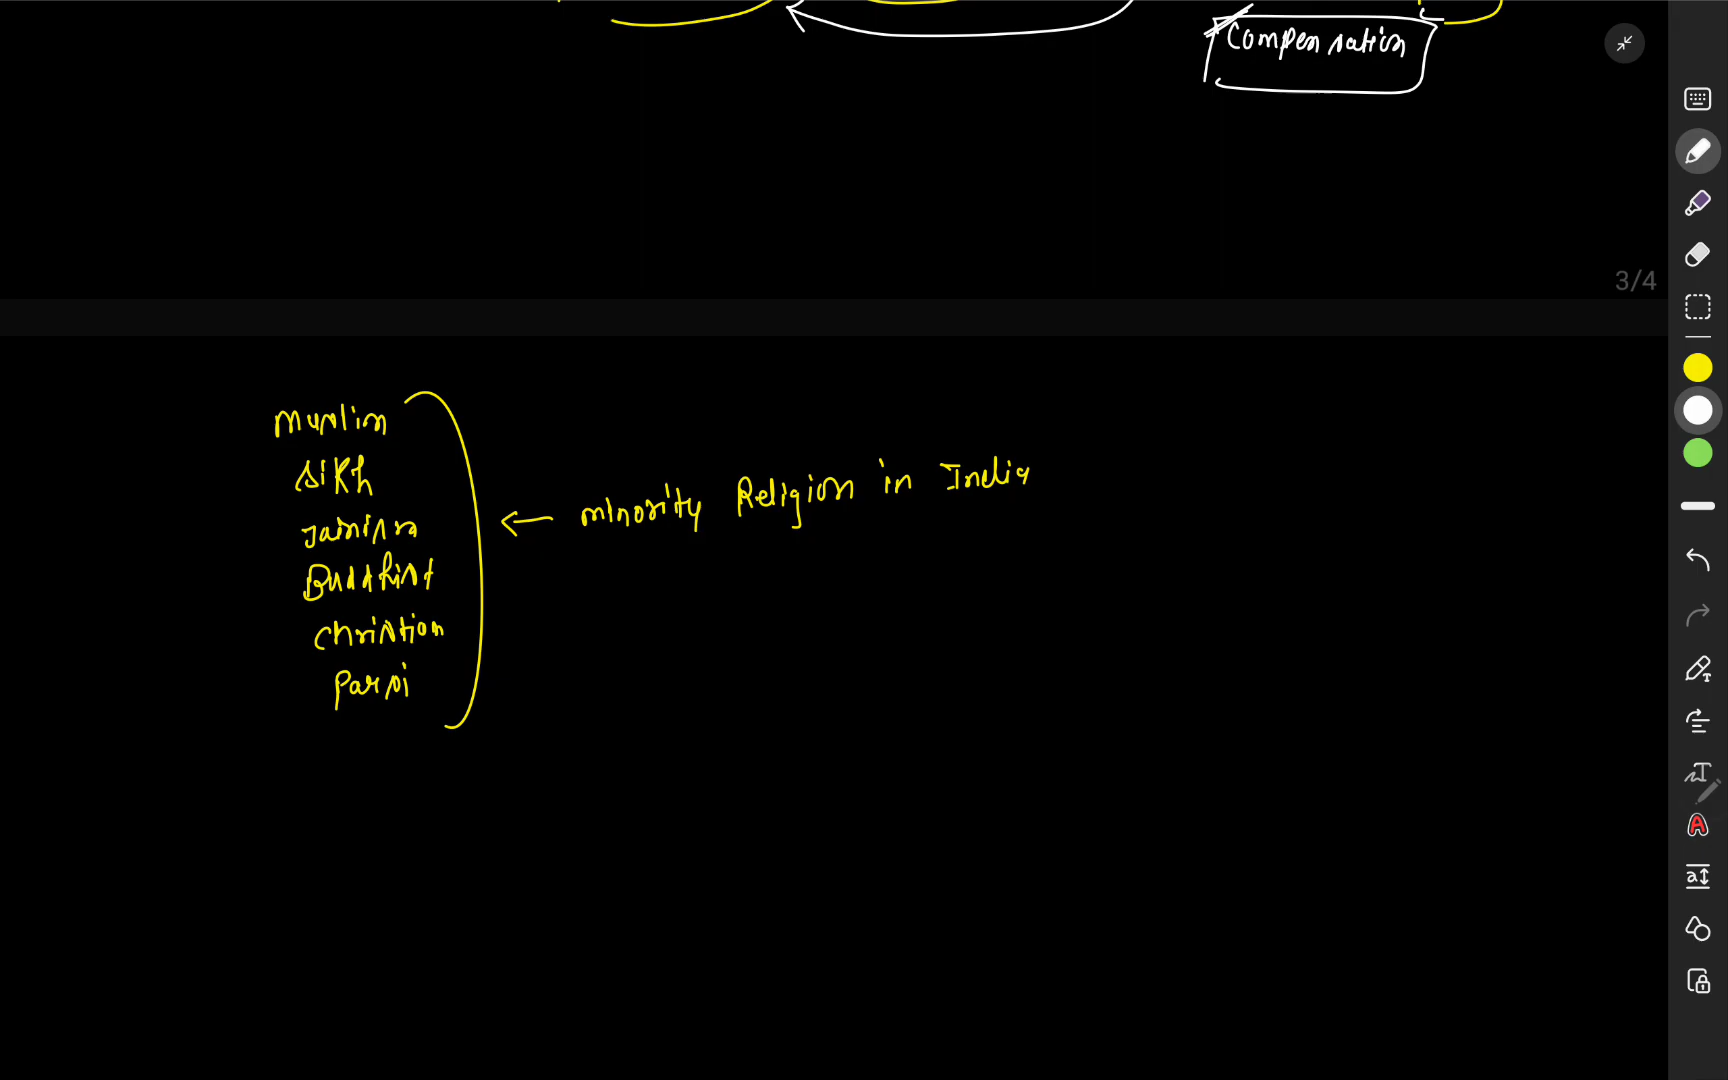 Compensation
3/4
Muslim
Sikh
Jainism
Buddhist
Christian
Parsi
← minority Religion in India